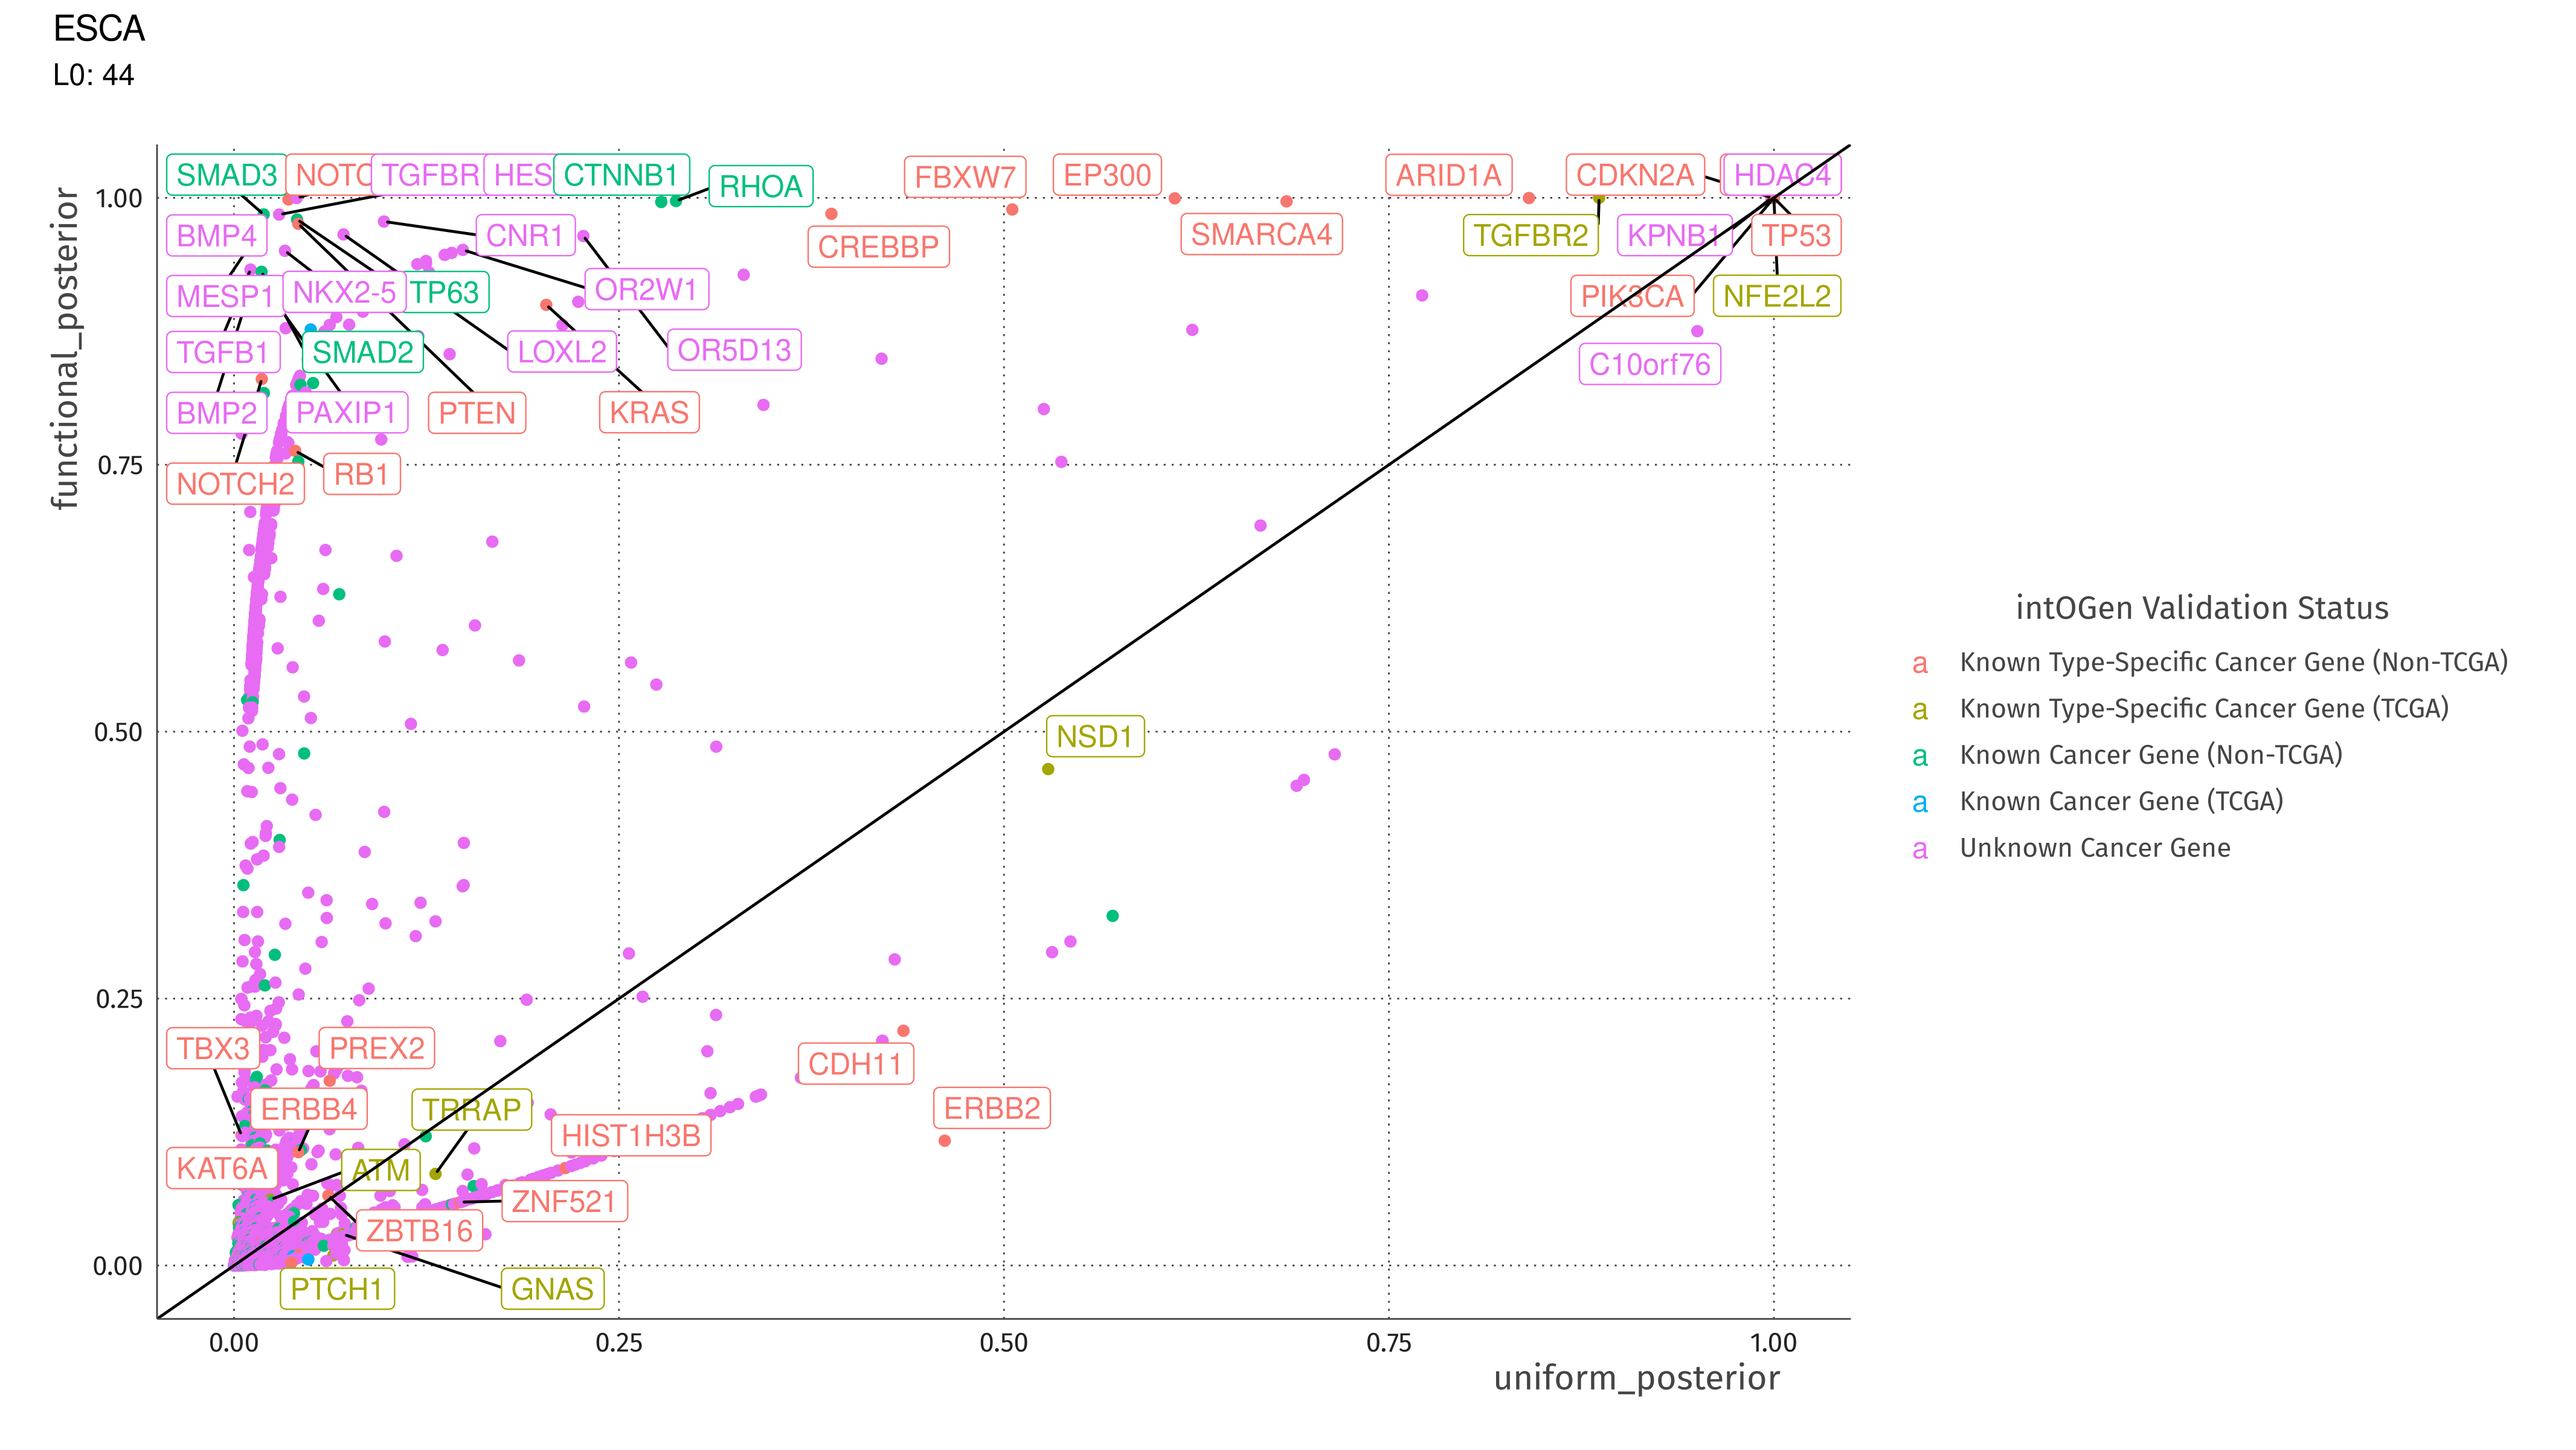 ESCA
L0: 44
SMAD3
NOTC
TGFBR
HES
CTNNB1
RHOA
FBXW7
EP300
ARID1A
CDKN2A
HDAC4
1.00
BMP4
CNR1
CREBBP
SMARCA4
TGFBR2
KPNB1
TP53
MESP1
NKX2-5
TP63
OR2W1
PIK3CA
NFE2L2
TGFB1
SMAD2
LOXL2
OR5D13
C10orf76
BMP2
PAXIP1
PTEN
KRAS
0.75
NOTCH2
RB1
functional_posterior
0.50
NSD1
0.25
TBX3
PREX2
CDH11
ERBB4
TRRAP
ERBB2
HIST1H3B
KAT6A
ATM
ZNF521
ZBTB16
0.00
PTCH1
GNAS
0.00 0.25 0.50 0.75 1.00
uniform_posterior
intOGen Validation Status
a Known Type-Specific Cancer Gene (Non-TCGA)
a Known Type-Specific Cancer Gene (TCGA)
a Known Cancer Gene (Non-TCGA)
a Known Cancer Gene (TCGA)
a Unknown Cancer Gene